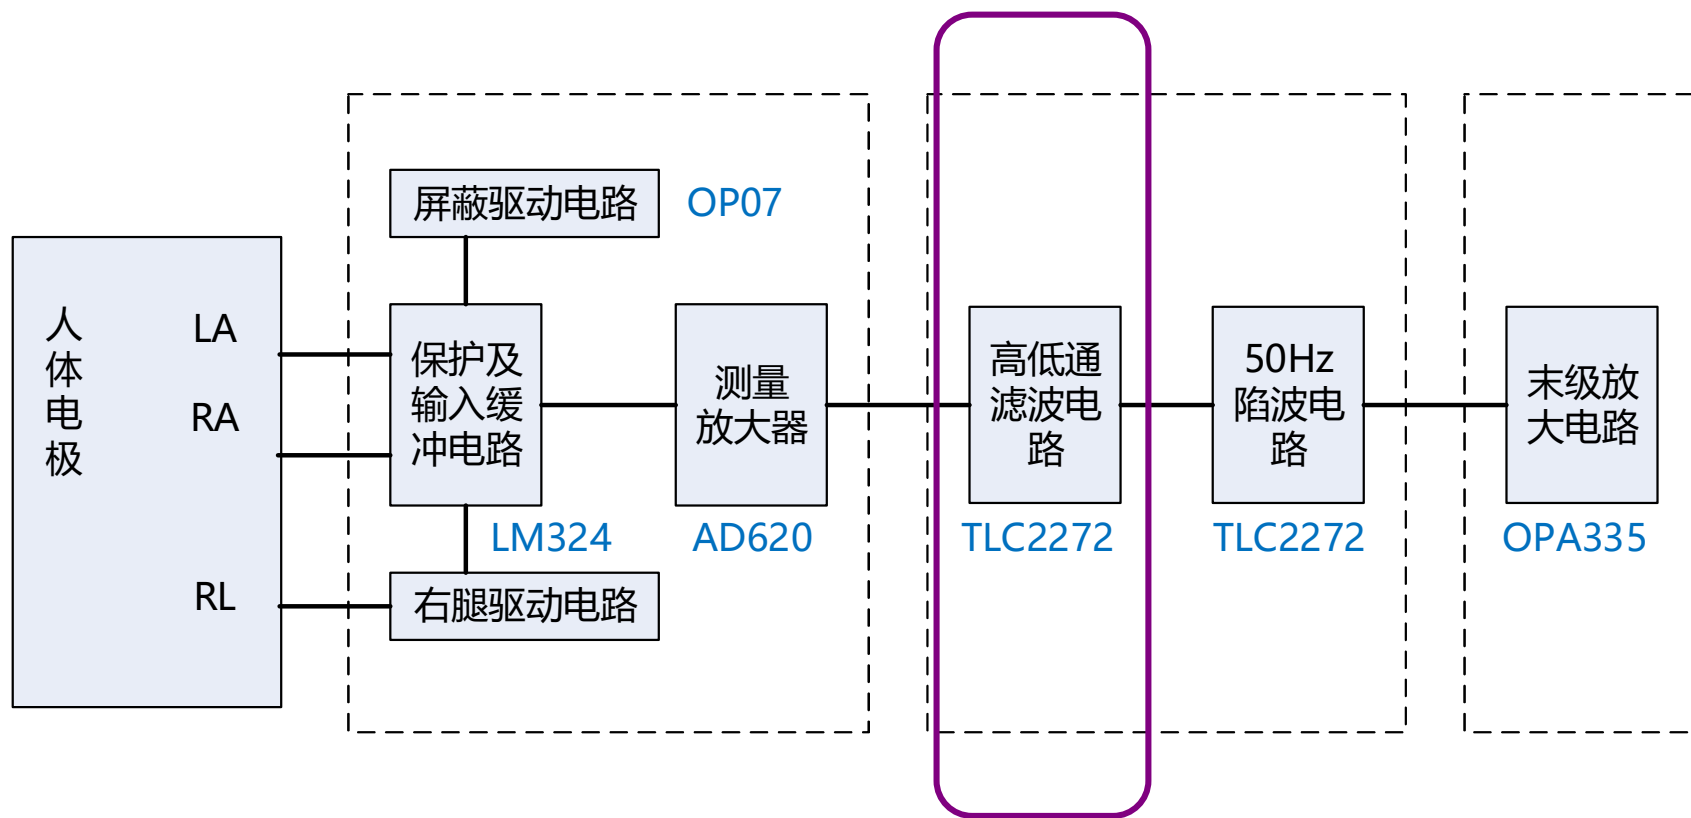 屏蔽驱动电路
OP07
人
体
电
极
LA
RA
RL
保护及
输入缓
冲电路
LM324
测量
放大器
AD620
右腿驱动电路
高低通
滤波电
路
TLC2272
50Hz
陷波电
路
TLC2272
末级放
大电路
OPA335